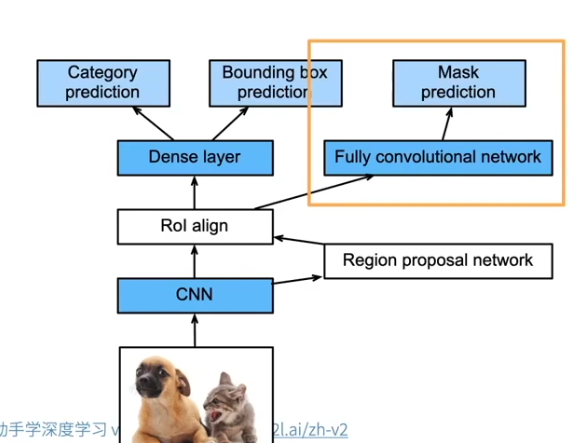 Category
prediction
Bounding box
prediction
Mask
prediction
Dense layer
Fully convolutional network
RoI align
Region proposal network
CNN
动手学深度学习 v
2l.ai/zh-v2